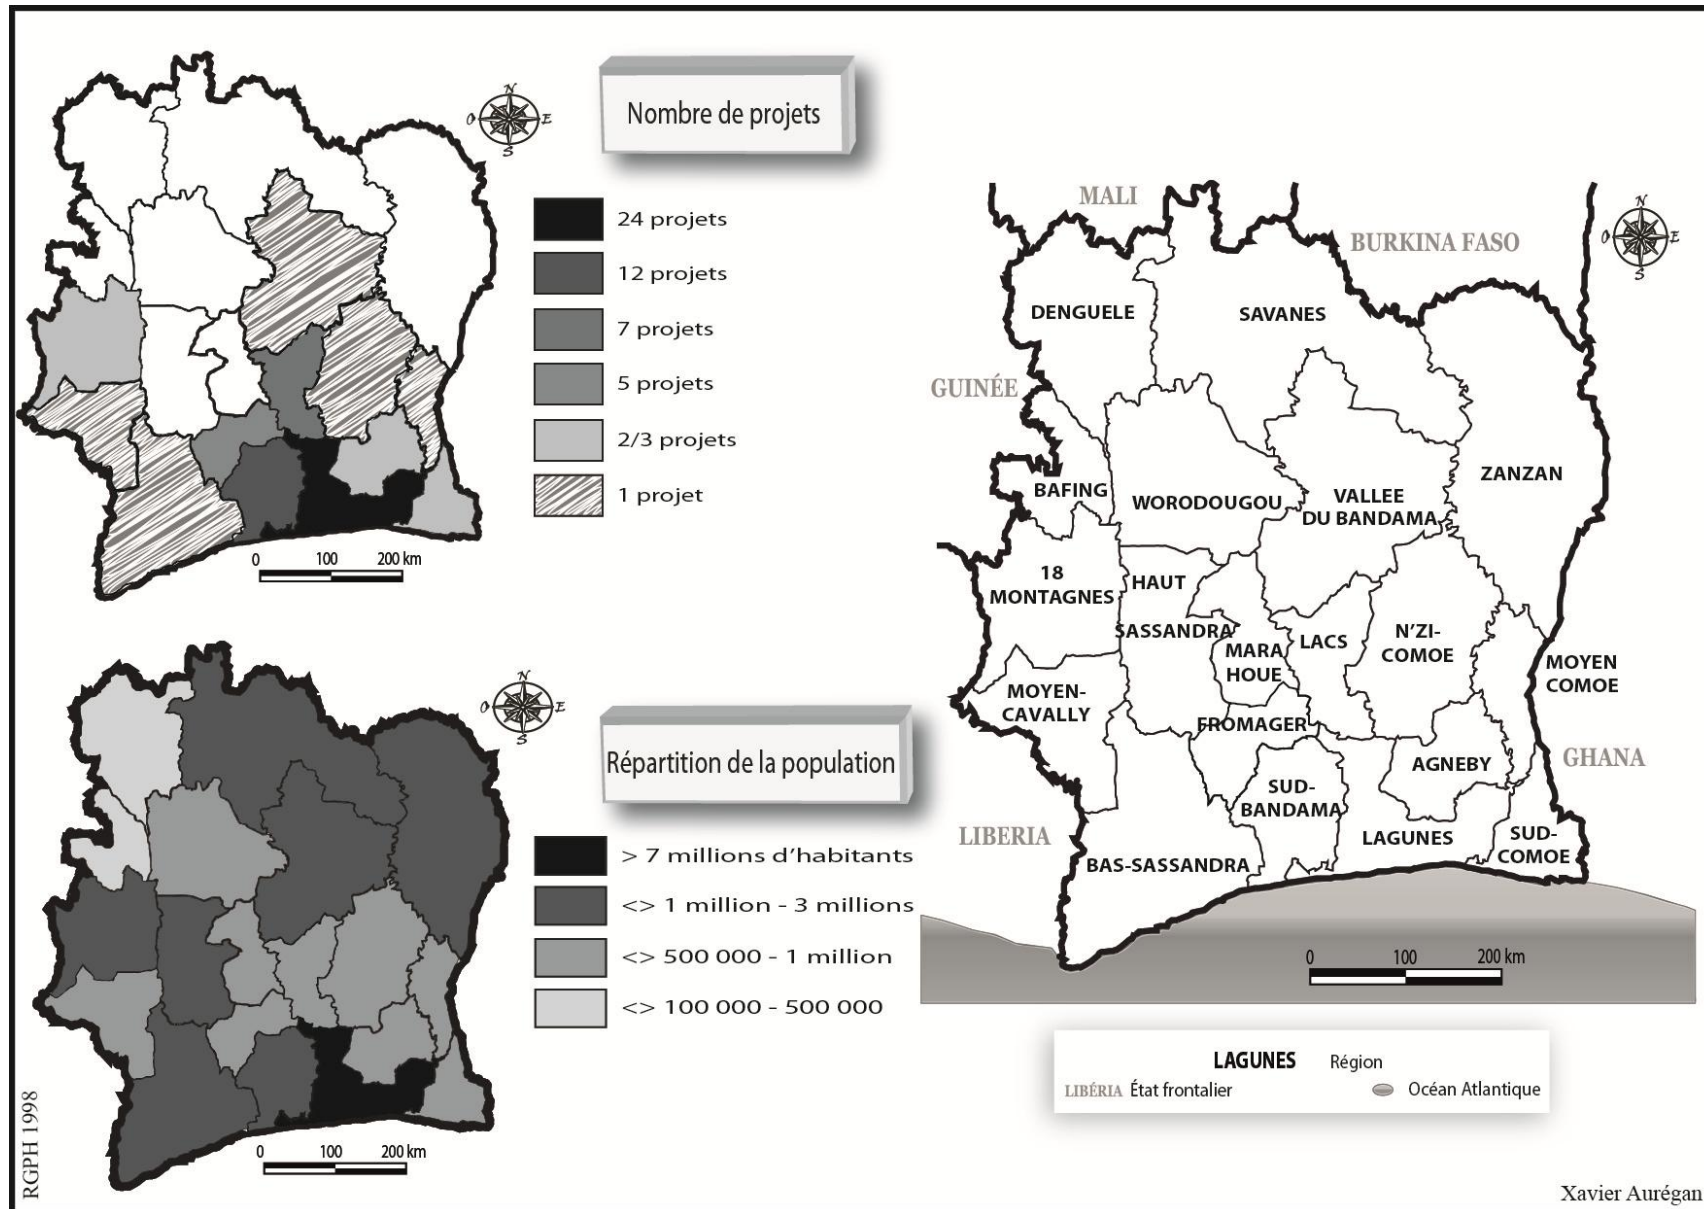 Nombre de projets
N
O
E
S
24 projets
12 projets
7 projets
5 projets
2/3 projets
1 projet
0
100
200 km
Répartition de la population
N
O
E
S
> 7 millions d'habitants
<> 1 million - 3 millions
<> 500 000 - 1 million
<> 100 000 - 500 000
0
100
200 km
RGPH 1998
N
O
E
S
MALI
BURKINA FASO
DENGUELE
SAVANES
GUINÉE
ZANZAN
BAFING
WORODOUGOU
VALLEE
DU BANDAMA
18
MONTAGNES
HAUT
SASSANDRA
MARA
HOUE
LACS
N'ZI-
COMOE
MOYEN
COMOE
MOYEN-
CAVALLY
FROMAGER
AGNEBY
GHANA
SUD-
BANDAMA
LIBERIA
LAGUNES
SUD-
COMOE
BAS-SASSANDRA
0
100
200 km
LAGUNES Région
LIBÉRIA État frontalier
Océan Atlantique
Xavier Aurégan